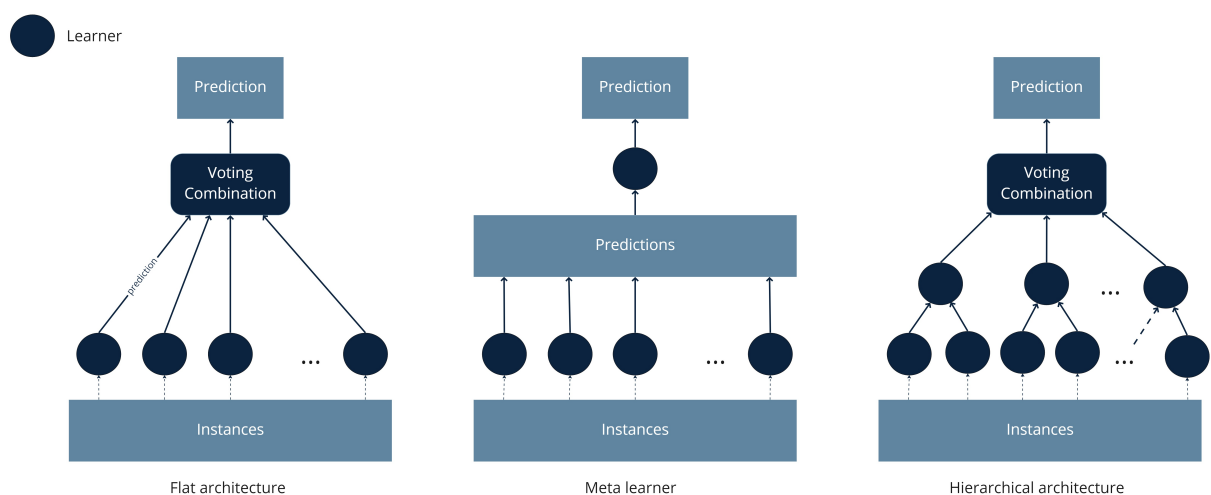 Learner
Prediction
Voting
Combination
prediction
...
Instances
Flat architecture
Prediction
Predictions
...
Instances
Meta learner
Prediction
Voting
Combination
...
...
Instances
Hierarchical architecture